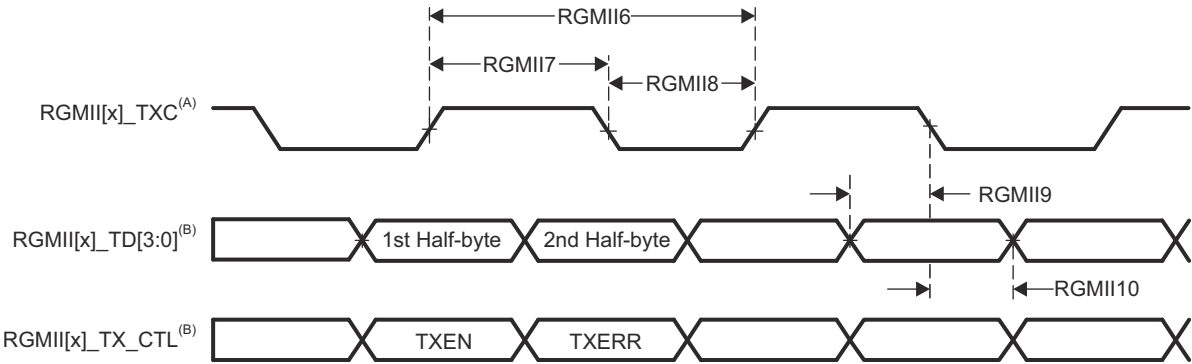 RGMII6
RGMII7
RGMII8
RGMII[x]_TXC(A)
RGMII9
RGMII[x]_TD[3:0](B)
1st Half-byte
2nd Half-byte
RGMII10
RGMII[x]_TX_CTL(B)
TXEN
TXERR